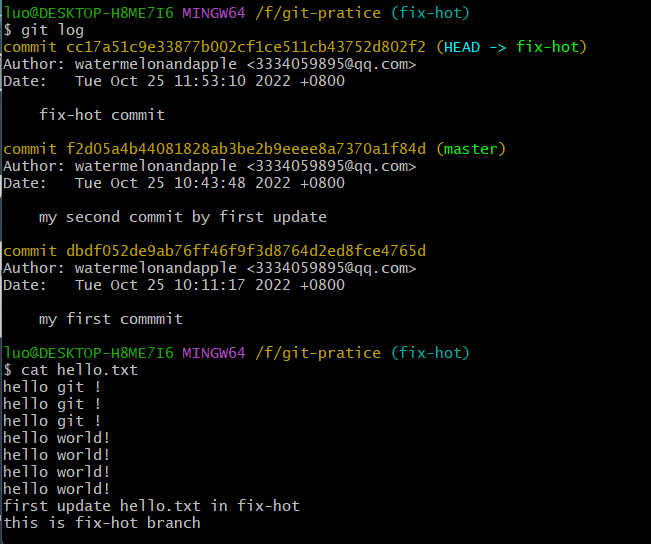 luo@DESKTOP-H8ME7I6 MINGW64 /f/git-pratice (fix-hot)
$ git log
commit cc17a51c9e33877b002cf1ce511cb43752d802f2 (HEAD -> fix-hot)
Author: watermelonandapple <3334059895@qq.com>
Date:   Tue Oct 25 11:53:10 2022 +0800
fix-hot commit
commit f2d05a4b44081828ab3be2b9eeee8a7370a1f84d (master)
Author: watermelonandapple <3334059895@qq.com>
Date:   Tue Oct 25 10:43:48 2022 +0800
my second commit by first update
commit dbdf052de9ab76ff46f9f3d8764d2ed8fce4765d
Author: watermelonandapple <3334059895@qq.com>
Date:   Tue Oct 25 10:11:17 2022 +0800
my first commmit
luo@DESKTOP-H8ME7I6 MINGW64 /f/git-pratice (fix-hot)
$ cat hello.txt
hello git !
hello git !
hello git !
hello world!
hello world!
hello world!
hello world!
first update hello.txt in fix-hot
this is fix-hot branch